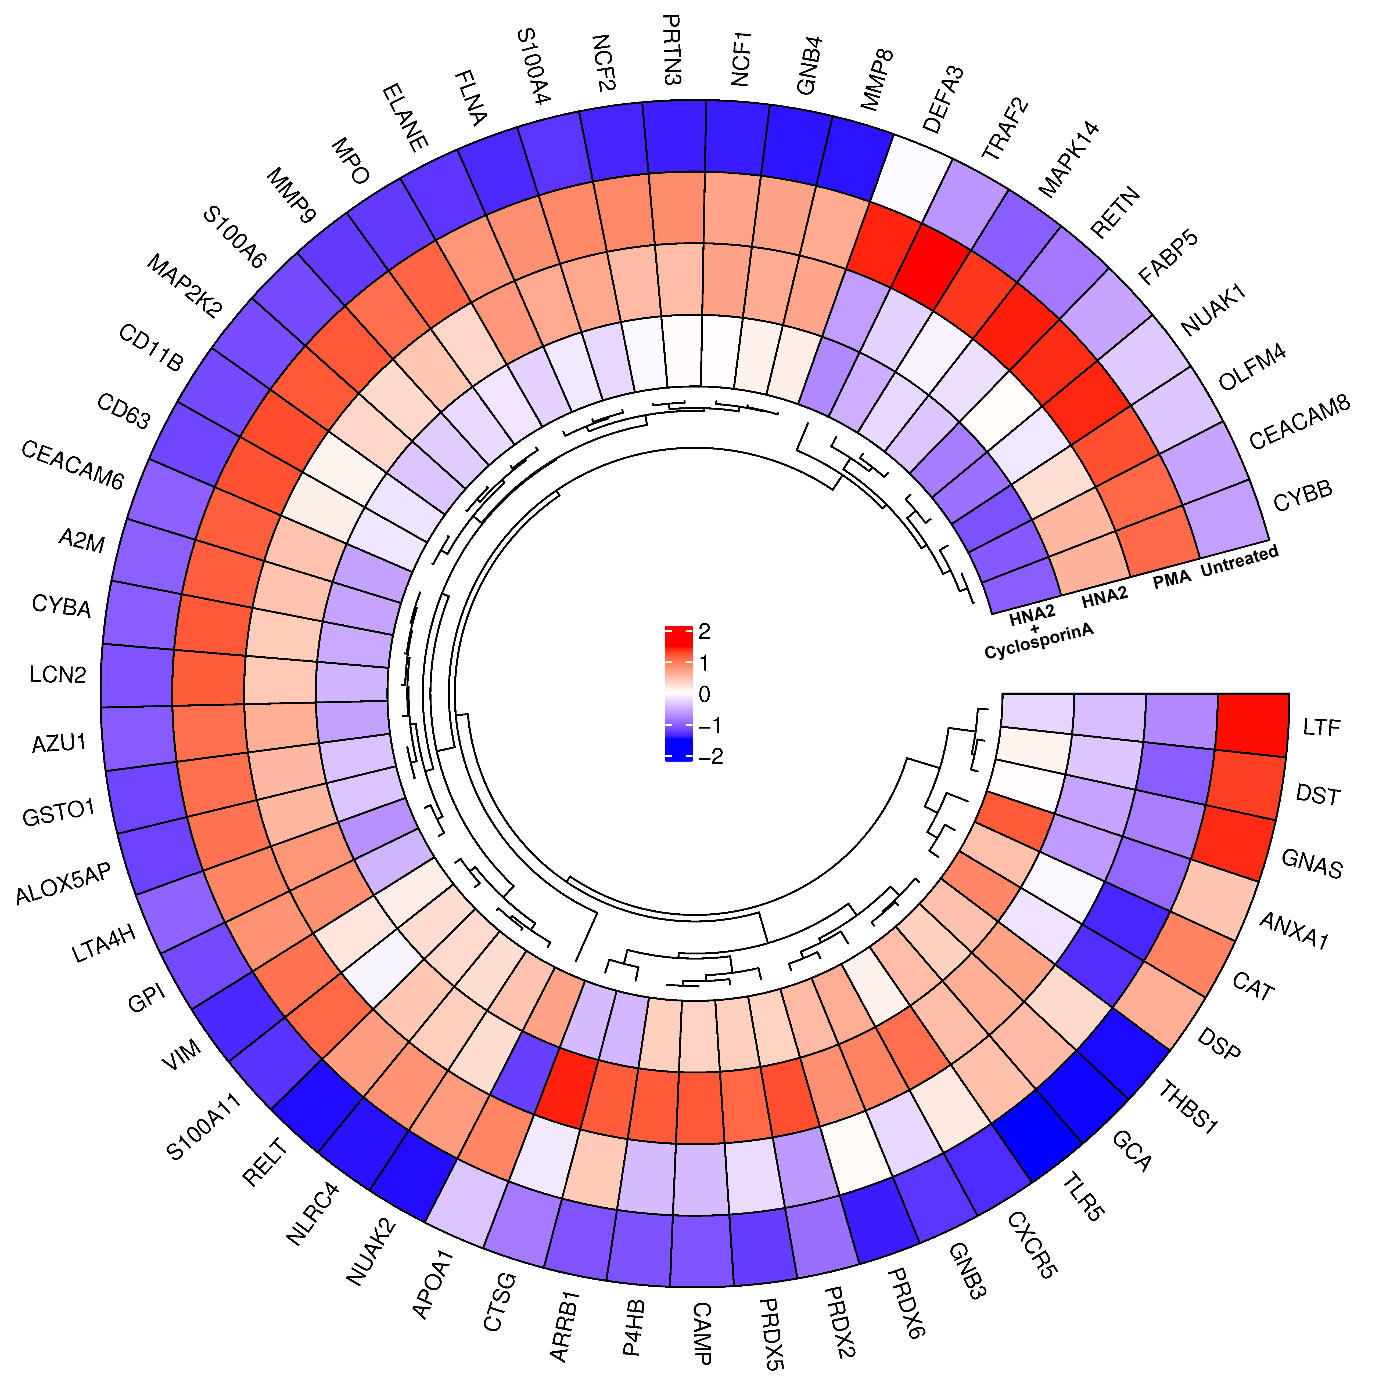 PRTN3
NCF1
GNB4
MMP8
DEFA3
TRAF2
MAPK14
RETN
FABP5
NUAK1
OLFM4
CEACAM8
CYBB
NCF2
S100A4
FLNA
ELANE
MPO
MMP9
S100A6
MAP2K2
CD11B
CD63
CEACAM6
A2M
CYBA
LCN2
AZU1
GSTO1
ALOX5AP
LTA4H
GPI
VIM
S100A11
RELT
NLRC4
NUAK2
APOA1
CTSG
ARRB1
P4HB
CAMP
PRDX5
PRDX2
PRDX6
GNB3
CXCR5
TLR5
GCA
THBS1
DSP
CAT
ANXA1
GNAS
DST
LTF
Untreated
PMA
HNA2
HNA2
+
CyclosporinA
2
1
0
−1
−2